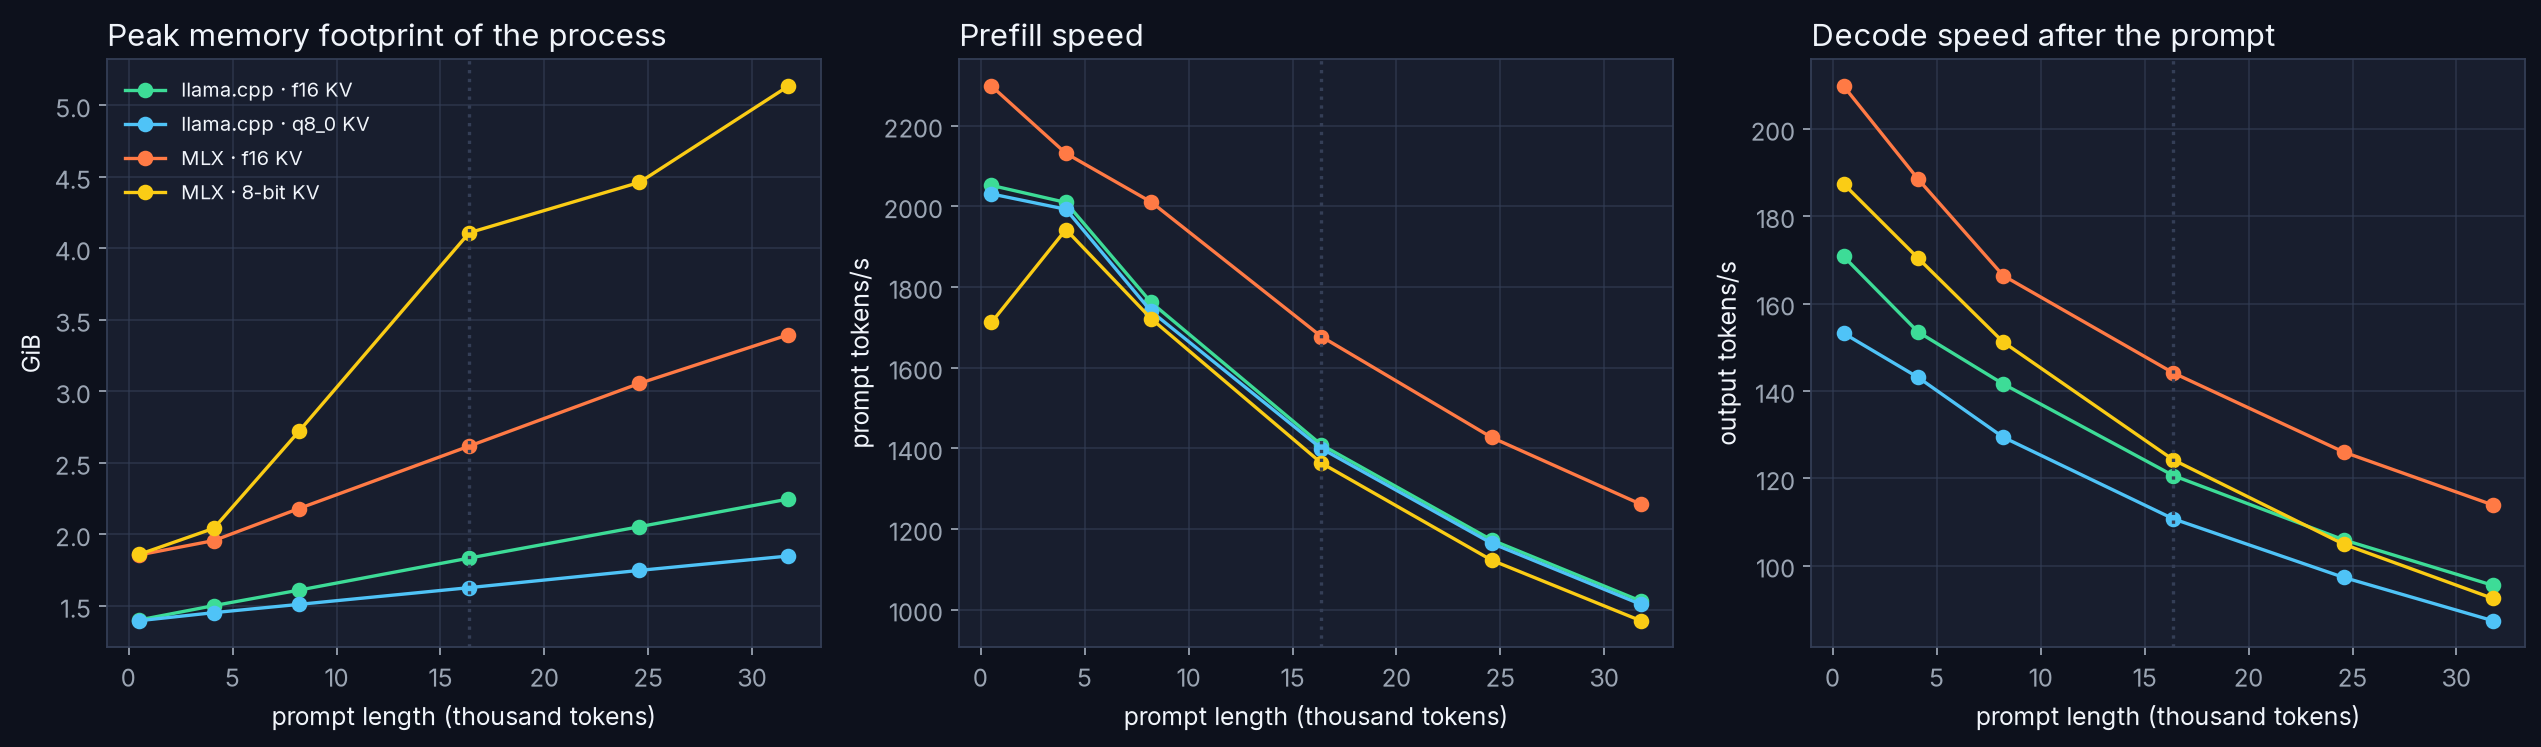 Peak memory footprint of the process
llama.cpp · f16 KV
llama.cpp · q8_0 KV
MLX · f16 KV
MLX · 8-bit KV
5.0
4.5
4.0
3.5
3.0
2.5
2.0
1.5
GiB
0 5 10 15 20 25 30
prompt length (thousand tokens)
Prefill speed
2200
2000
1800
1600
1400
1200
1000
prompt tokens/s
0 5 10 15 20 25 30
prompt length (thousand tokens)
Decode speed after the prompt
200
180
160
140
120
100
output tokens/s
0 5 10 15 20 25 30
prompt length (thousand tokens)